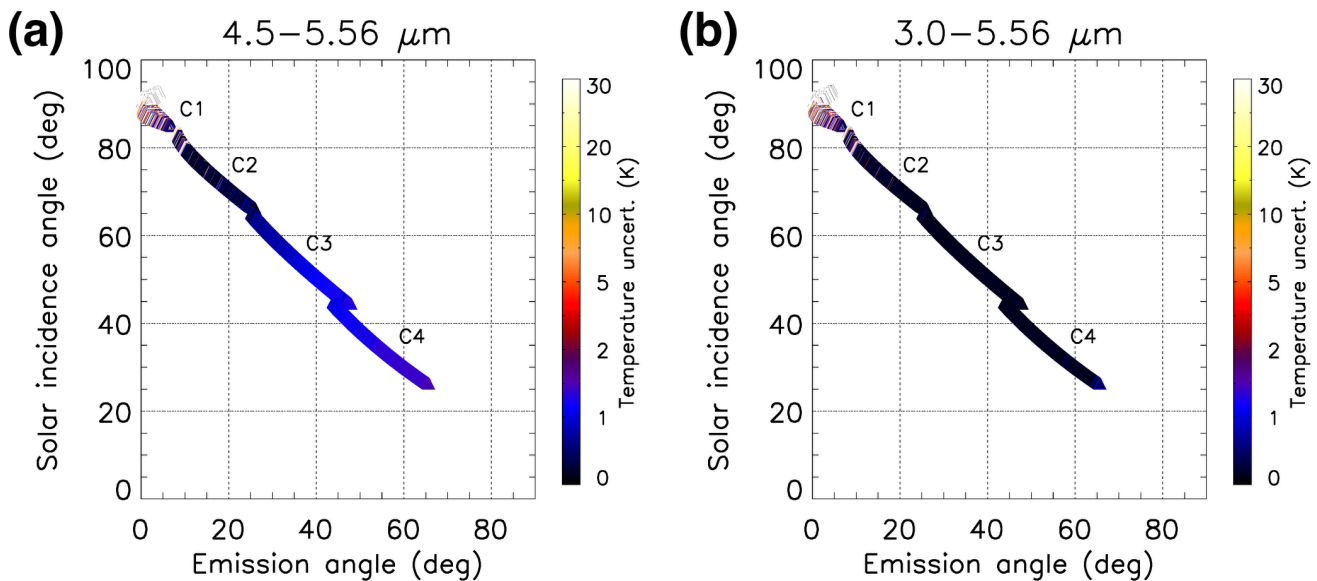 (a)
4.5−5.56 μm
Solar incidence angle (deg)
100
80
60
40
20
0
C1
C2
C3
C4
0 20 40 60 80
Emission angle (deg)
30
20
10
5
2
1
0
Temperature uncert. (K)
(b)
3.0−5.56 μm
Solar incidence angle (deg)
100
80
60
40
20
0
C1
C2
C3
C4
0 20 40 60 80
Emission angle (deg)
30
20
10
5
2
1
0
Temperature uncert. (K)